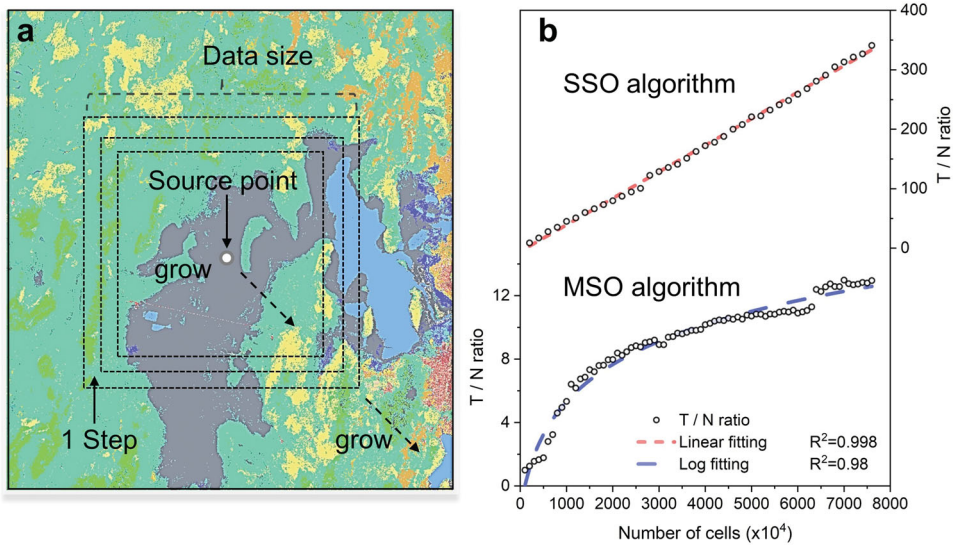 a
Data size
Source point
grow
1 Step
grow
b
SSO algorithm
400
300
200
100
0
T / N ratio
MSO algorithm
12
8
4
0
T / N ratio
T / N ratio
Linear fitting R²=0.998
Log fitting R²=0.98
0 1000 2000 3000 4000 5000 6000 7000 8000
Number of cells (x10⁴)